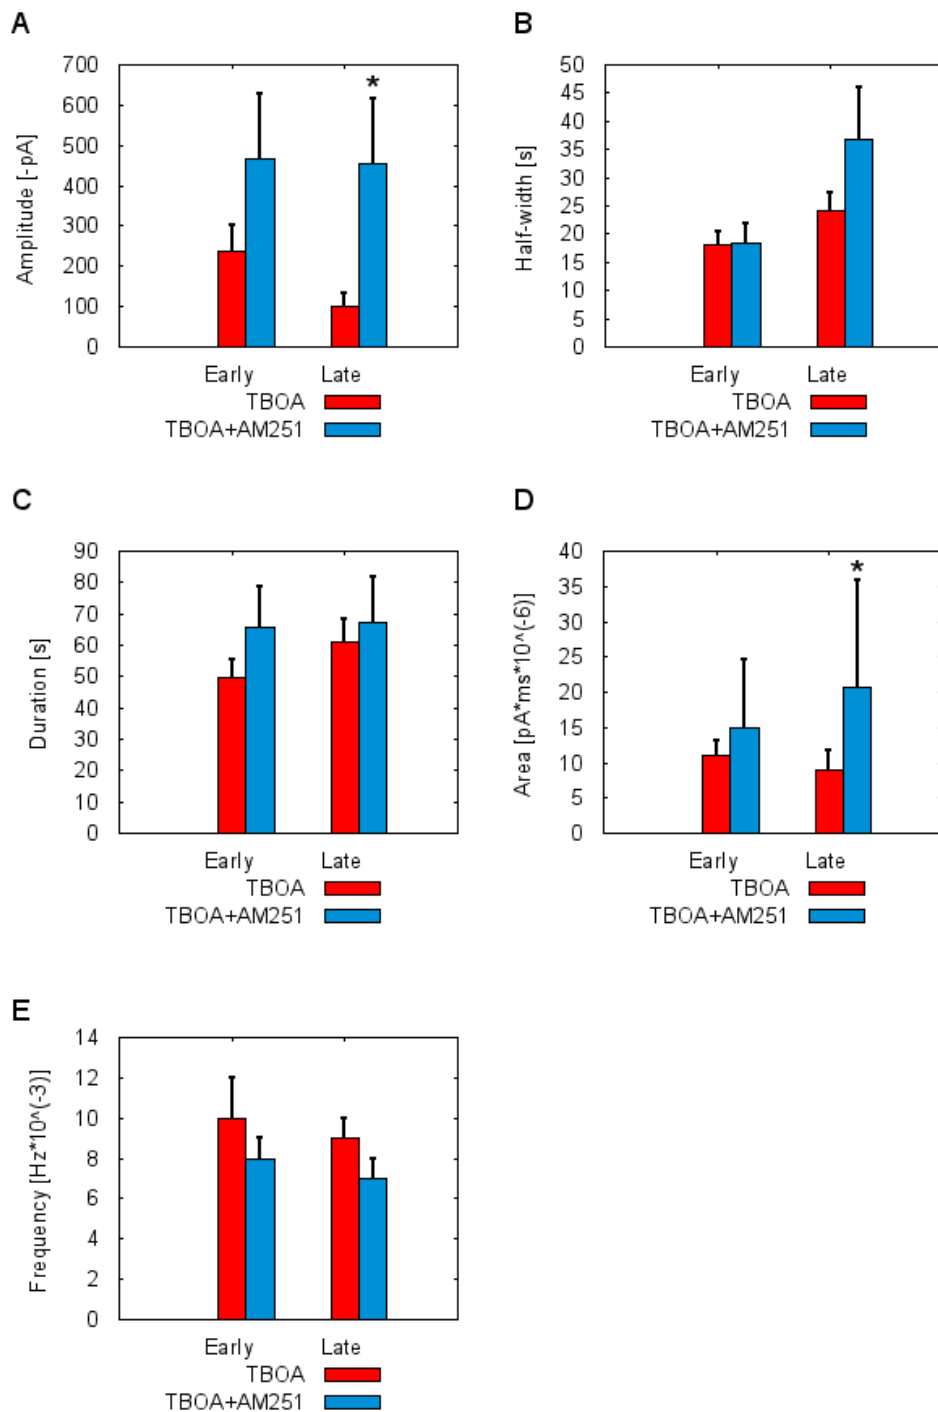 A
Amplitude [-pA]
700
600
500
400
300
200
100
0
*
Early Late
TBOA
TBOA+AM251
B
Half-width [s]
50
45
40
35
30
25
20
15
10
5
0
Early Late
TBOA
TBOA+AM251
C
Duration [s]
90
80
70
60
50
40
30
20
10
0
Early Late
TBOA
TBOA+AM251
D
Area [pA*ms*10^(-6)]
40
35
30
25
20
15
10
5
0
*
Early Late
TBOA
TBOA+AM251
E
Frequency [Hz*10^(-3)]
14
12
10
8
6
4
2
0
Early Late
TBOA
TBOA+AM251